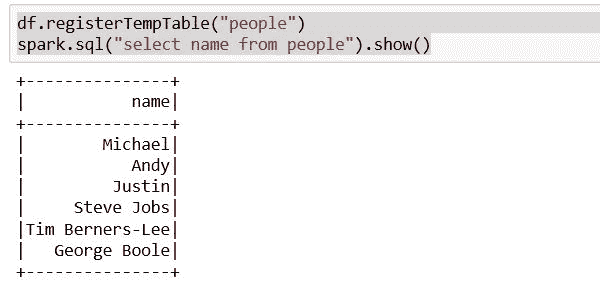 df.registerTempTable("people")
spark.sql("select name from people").show()
+---------------+
|           name|
+---------------+
|        Michael|
|           Andy|
|         Justin|
|     Steve Jobs|
|Tim Berners-Lee|
|   George Boole|
+---------------+